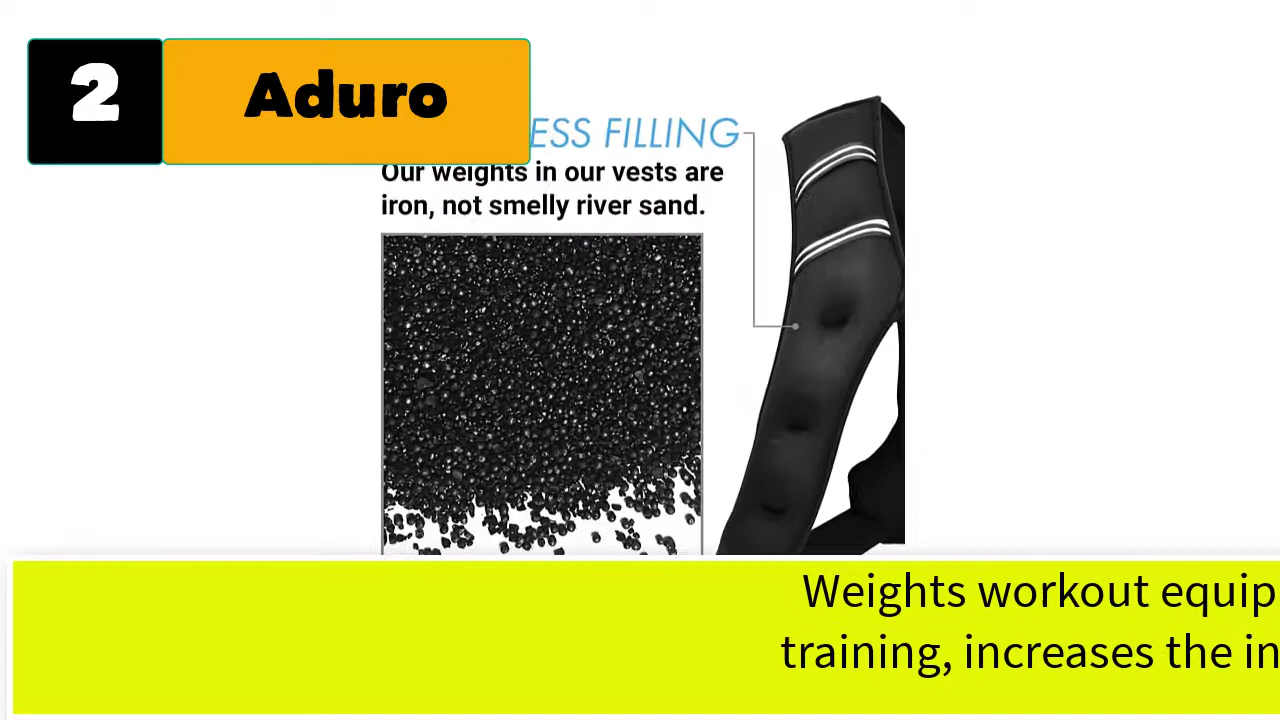 2
Aduro
ESS FILLING
Our weights in our vests are
iron, not smelly river sand.
Weights workout equip
training, increases the in